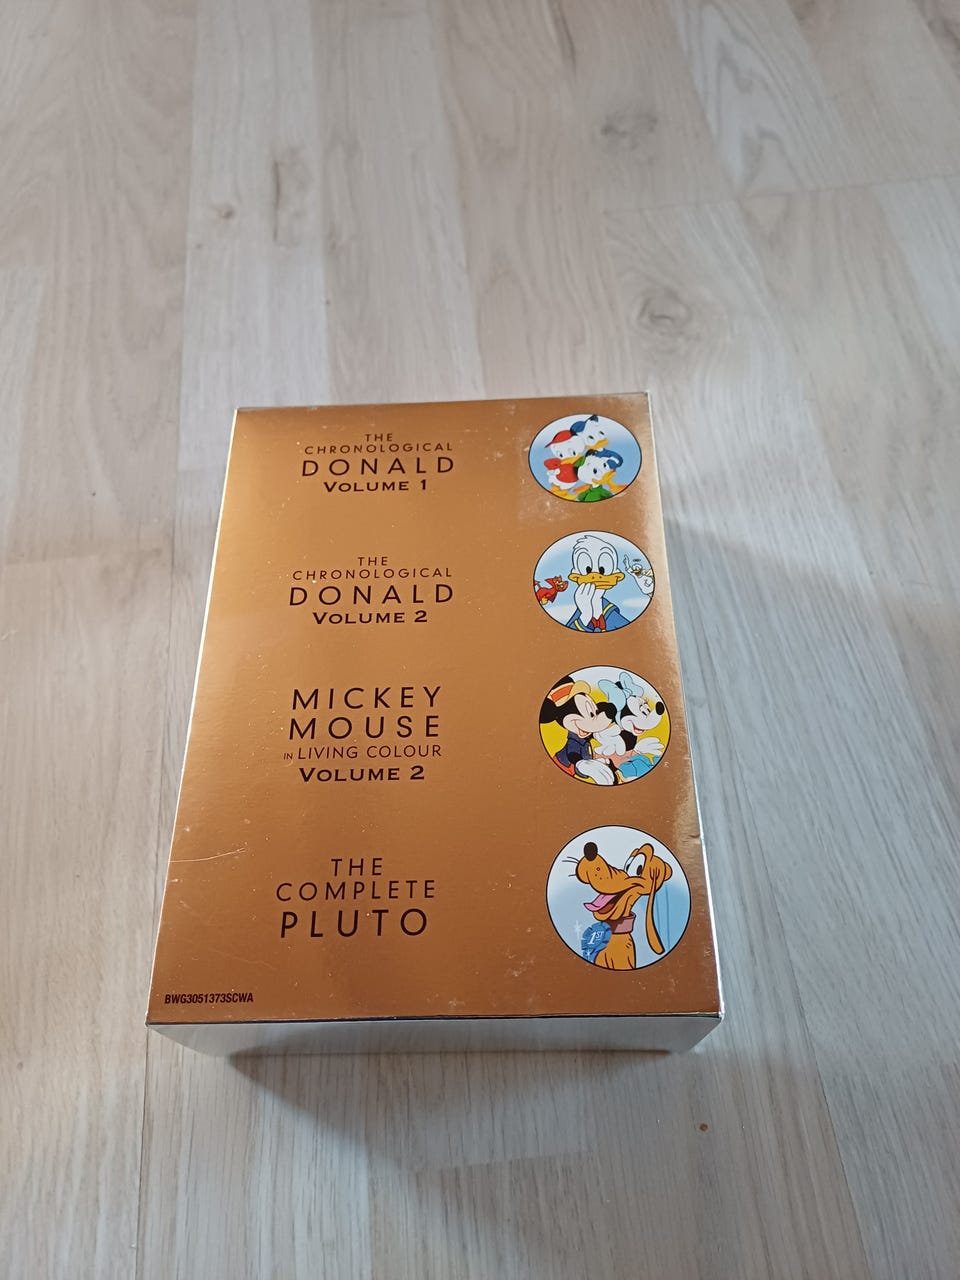 THE
CHRONOLOGICAL
DONALD
VOLUME 1
THE
CHRONOLOGICAL
DONALD
VOLUME 2
MICKEY
MOUSE
IN LIVING COLOUR
VOLUME 2
THE
COMPLETE
PLUTO
1ST
BWG3051373SCWA